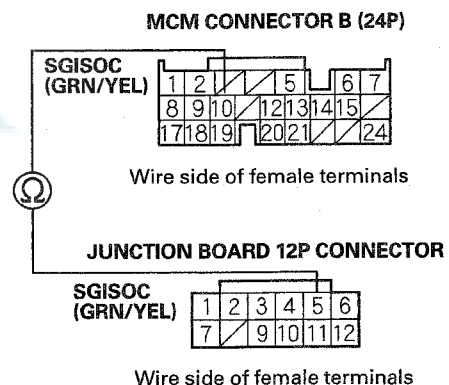 MCM CONNECTOR B (24P)
SGISOC
(GRN/YEL)
1 2 5 6 7
8 9 10 12 13 14 15
17 18 19 20 21 24
Wire side of female terminals
Ω
JUNCTION BOARD 12P CONNECTOR
SGISOC
(GRN/YEL)
1 2 3 4 5 6
7 9 10 11 12
Wire side of female terminals